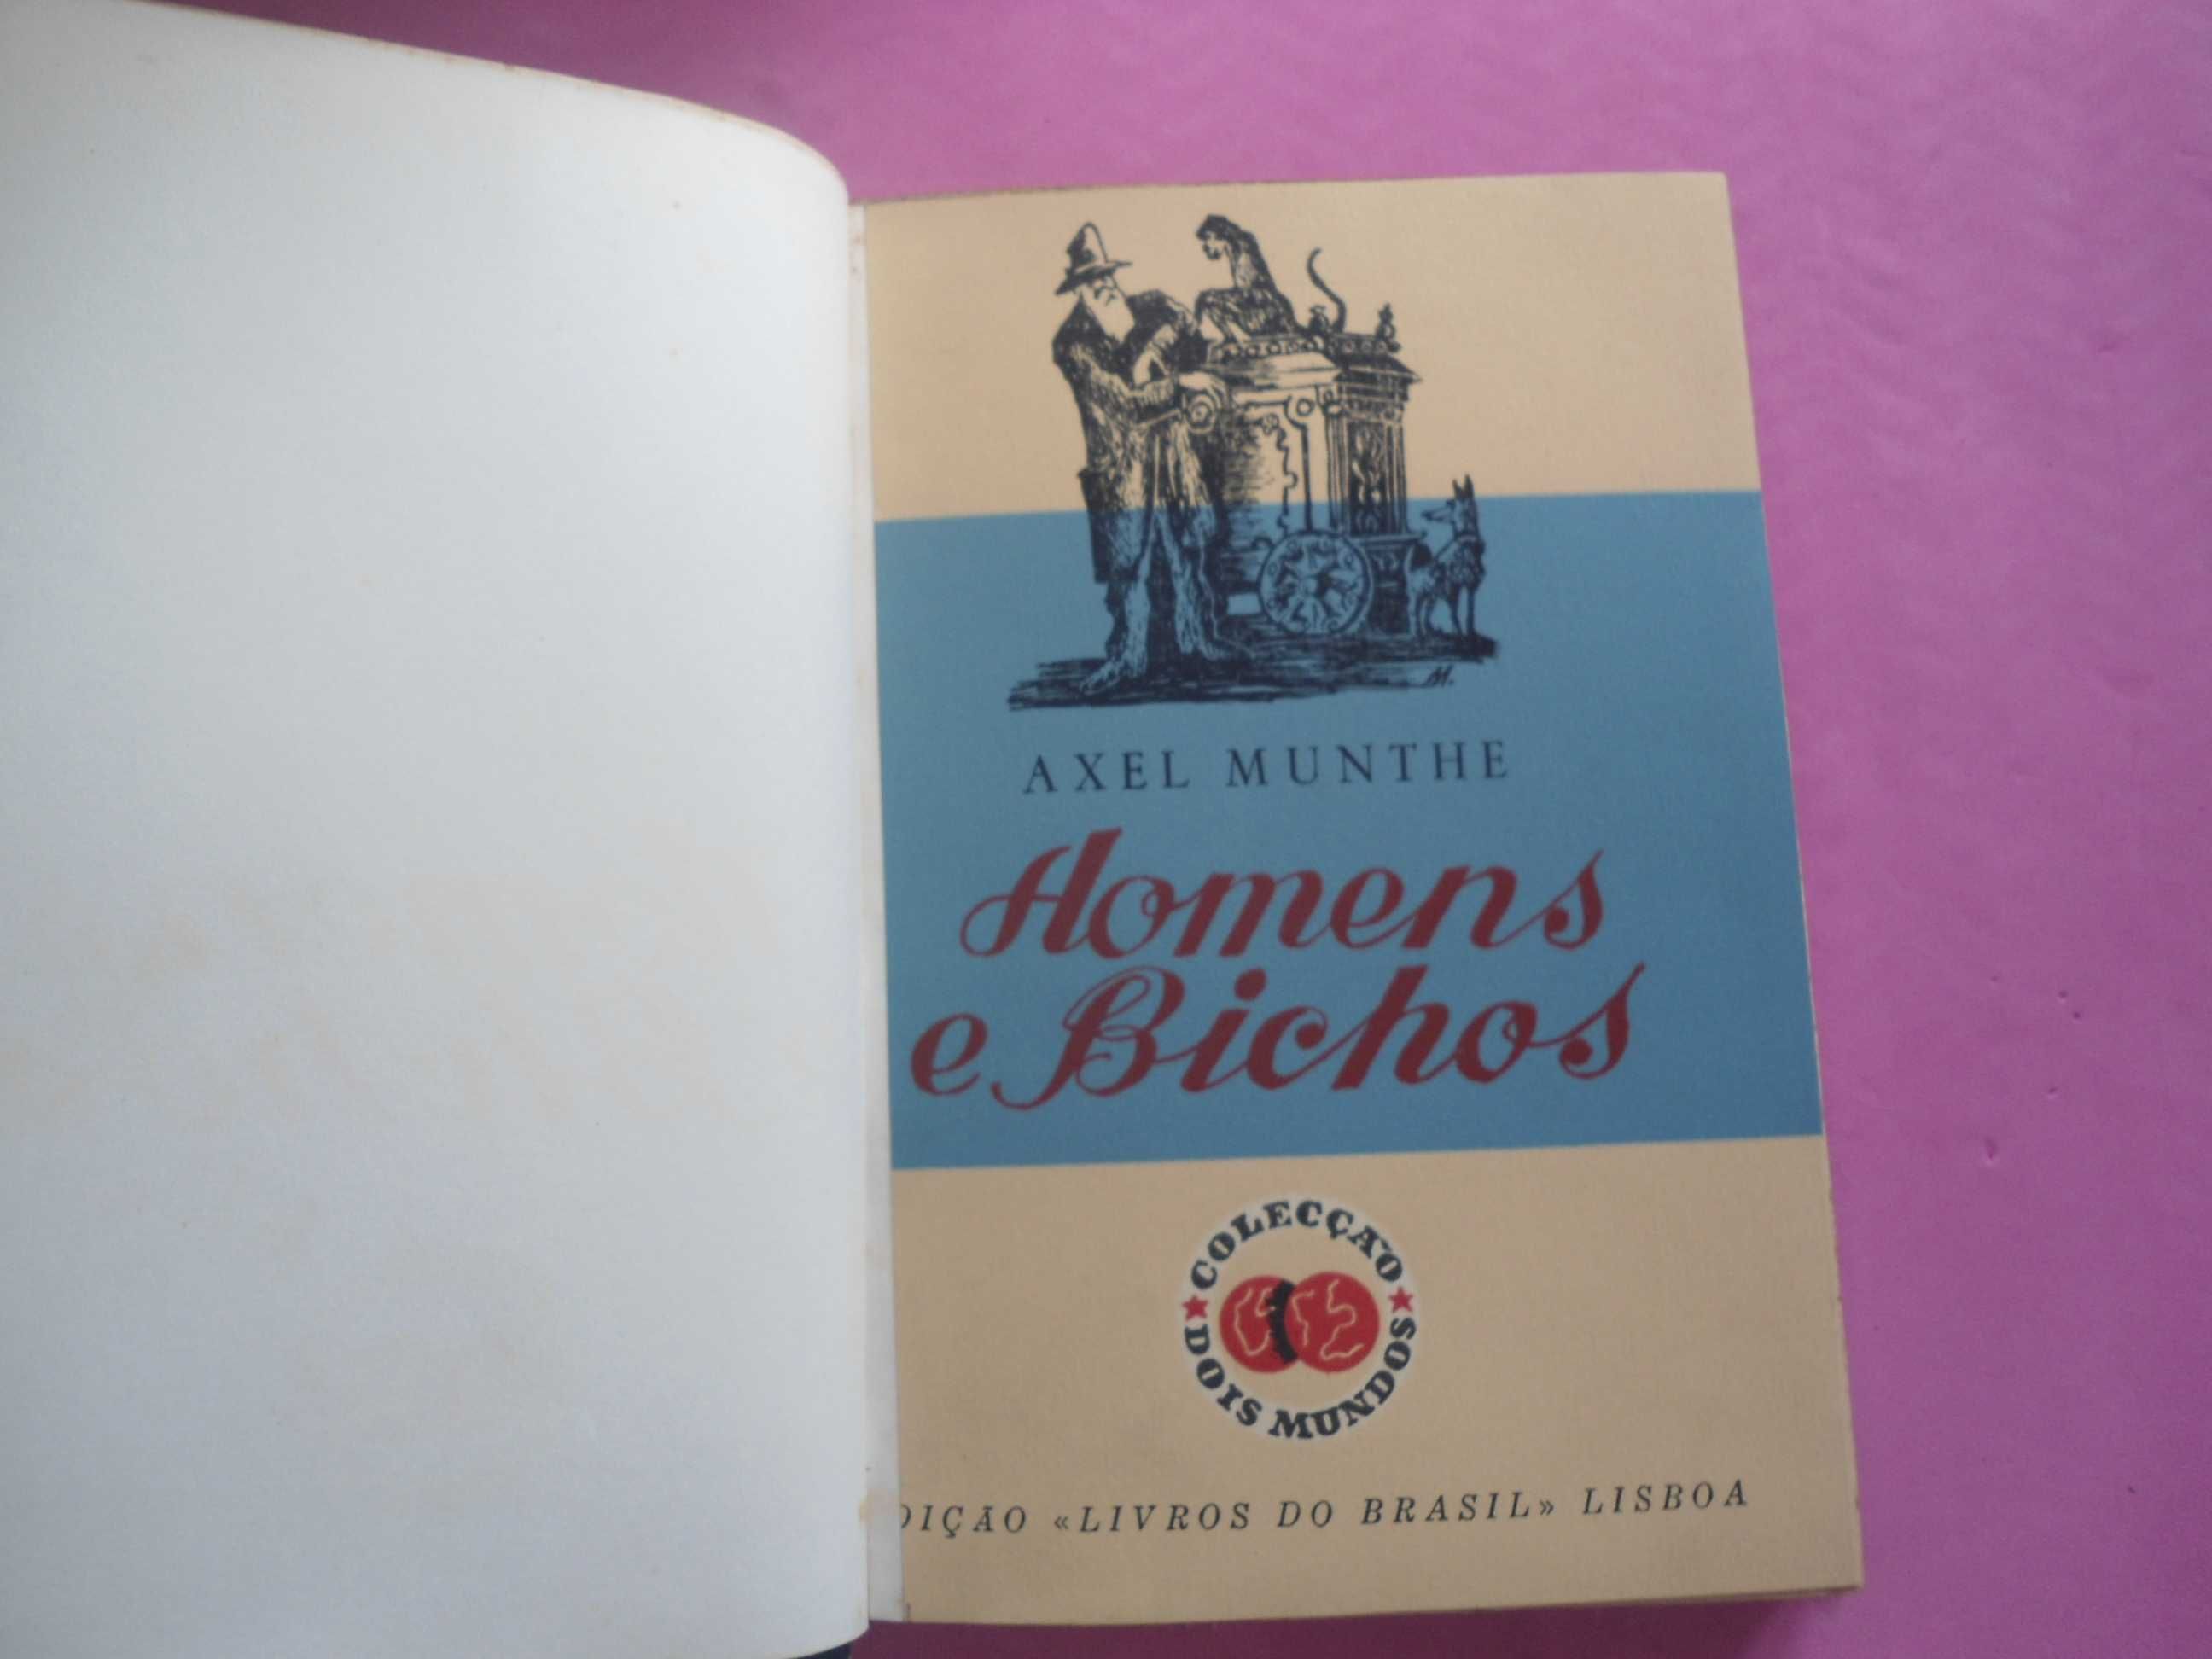 M.
AXEL MUNTHE
Homens
e Bichos
COLECÇÃO
DOIS MUNDOS
DIÇÃO «LIVROS DO BRASIL» LISBOA